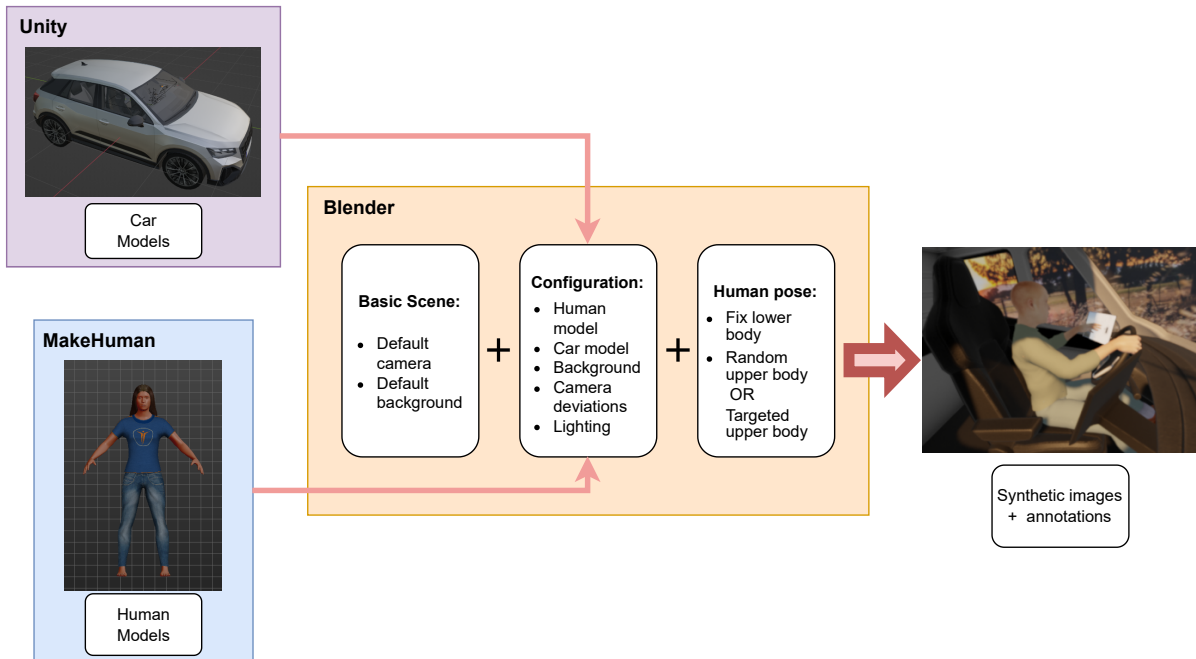 Unity
Car
Models
MakeHuman
Human
Models
Blender
Basic Scene:
• Default
camera
• Default
background
+
Configuration:
• Human
model
• Car model
• Background
• Camera
deviations
• Lighting
+
Human pose:
• Fix lower
body
• Random
upper body
OR
Targeted
upper body
Synthetic images
+ annotations